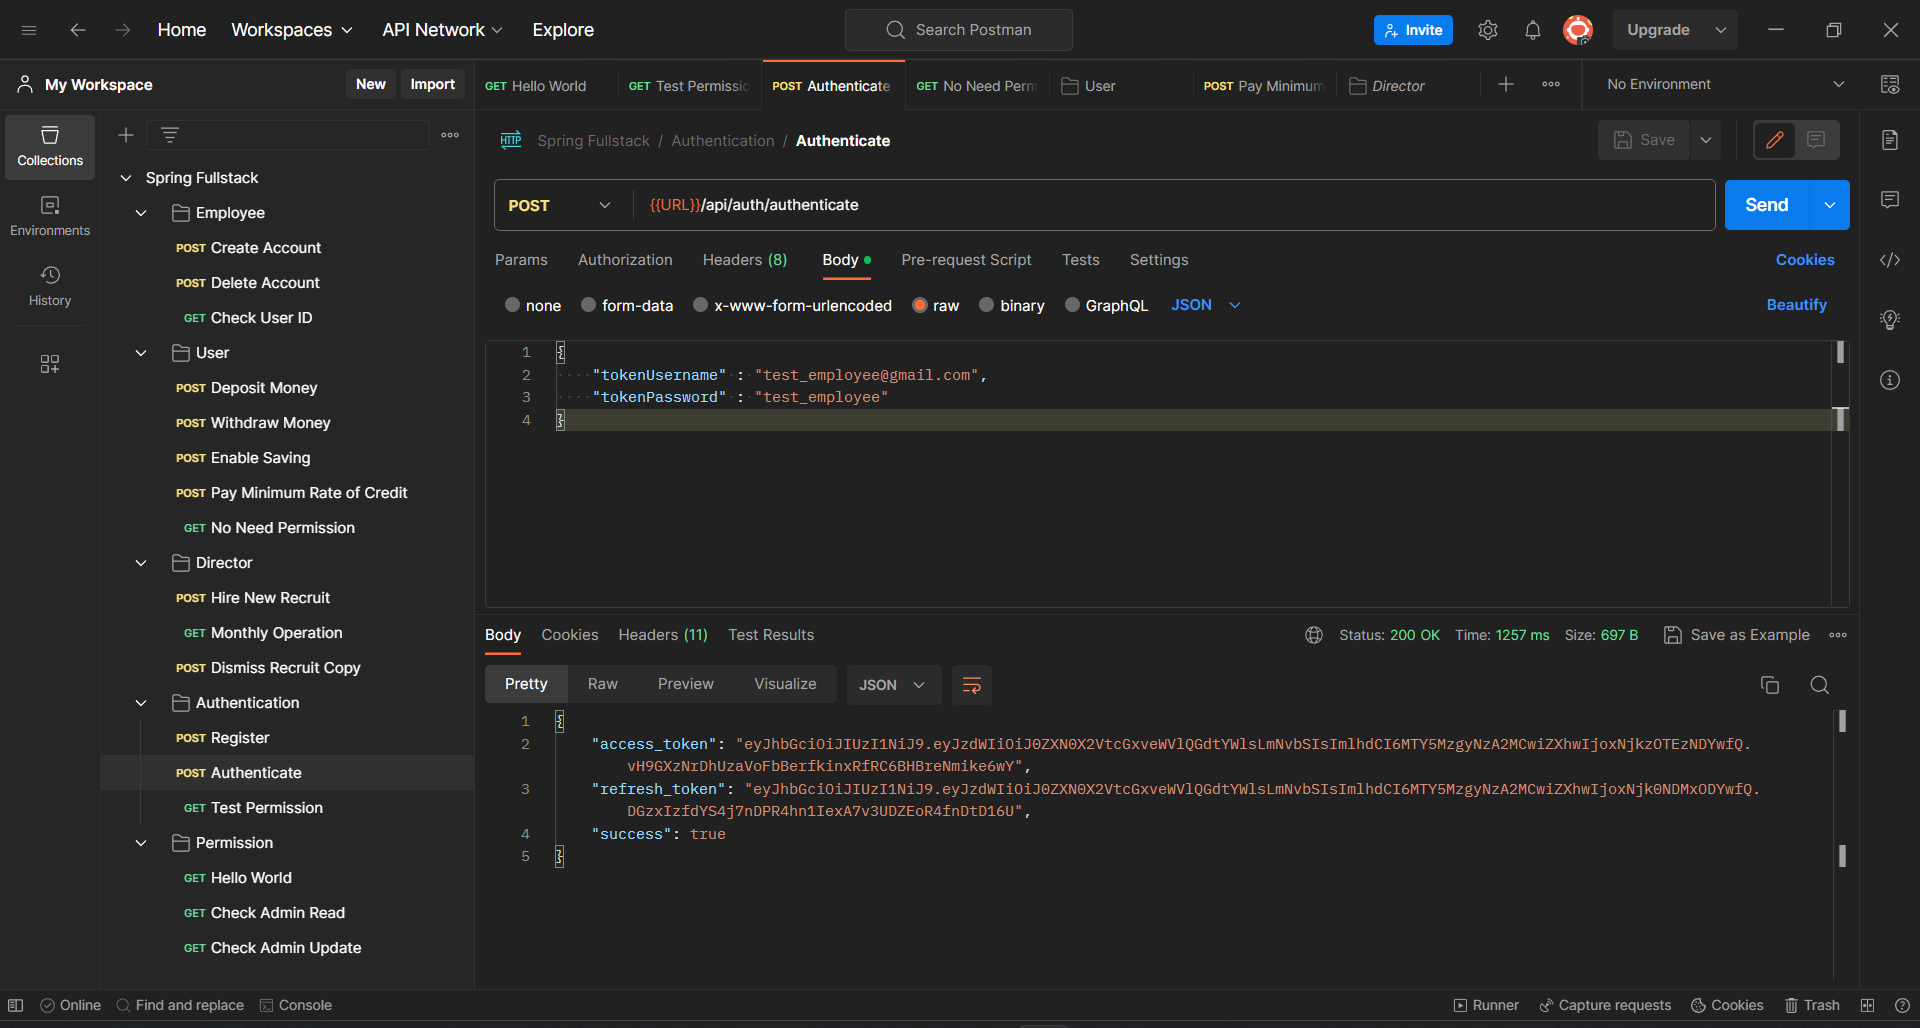 Home Workspaces API Network Explore Search Postman Invite Upgrade
My Workspace New Import GET Hello World GET Test Permissio POST Authenticate GET No Need Perm User POST Pay Minimum Director No Environment
Collections
Environments
History
Spring Fullstack
Employee
POST Create Account
POST Delete Account
GET Check User ID
User
POST Deposit Money
POST Withdraw Money
POST Enable Saving
POST Pay Minimum Rate of Credit
GET No Need Permission
Director
POST Hire New Recruit
GET Monthly Operation
POST Dismiss Recruit Copy
Authentication
POST Register
POST Authenticate
GET Test Permission
Permission
GET Hello World
GET Check Admin Read
GET Check Admin Update
HTTP Spring Fullstack / Authentication / Authenticate Save
POST {{URL}}/api/auth/authenticate Send
Params Authorization Headers (8) Body Pre-request Script Tests Settings Cookies
none form-data x-www-form-urlencoded raw binary GraphQL JSON Beautify
1 {
2 "tokenUsername" : "test_employee@gmail.com",
3 "tokenPassword" : "test_employee"
4 }
Body Cookies Headers (11) Test Results Status: 200 OK Time: 1257 ms Size: 697 B Save as Example
Pretty Raw Preview Visualize JSON
1 {
2 "access_token": "eyJhbGciOiJIUzI1NiJ9.eyJzdWIiOiJ0ZXN0X2VtcGxveWVlQGdtYWlsLmNvbSIsImlhdCI6MTY5MzgyNzA2MCwiZXhwIjoxNjkzOTEzNDYwfQ.
vH9GXzNrDhUzaVoFbBerfkinxRfRC6BHBreNmike6wY",
3 "refresh_token": "eyJhbGciOiJIUzI1NiJ9.eyJzdWIiOiJ0ZXN0X2VtcGxveWVlQGdtYWlsLmNvbSIsImlhdCI6MTY5MzgyNzA2MCwiZXhwIjoxNjk0NDMxODYwfQ.
DGzxIzfdYS4j7nDPR4hn1IexA7v3UDZEoR4fnDtD16U",
4 "success": true
5 }
Online Find and replace Console Runner Capture requests Cookies Trash